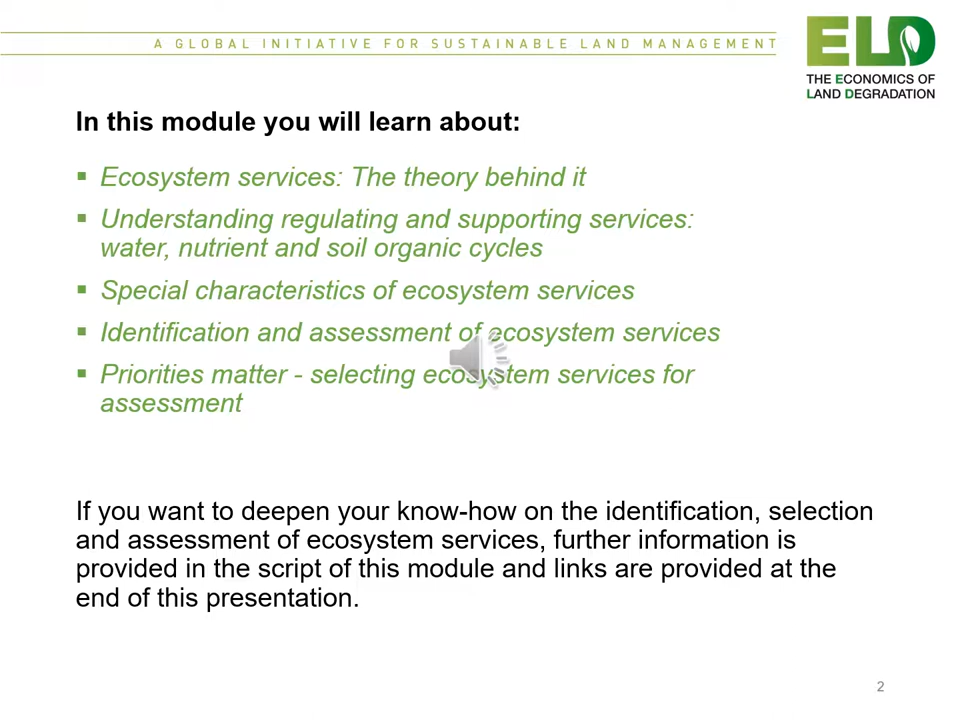 A GLOBAL INITIATIVE FOR SUSTAINABLE LAND MANAGEMENT
ELD
THE ECONOMICS OF
LAND DEGRADATION
In this module you will learn about:
▪ Ecosystem services: The theory behind it
▪ Understanding regulating and supporting services:
water, nutrient and soil organic cycles
▪ Special characteristics of ecosystem services
▪ Identification and assessment of ecosystem services
▪ Priorities matter - selecting ecosystem services for
assessment
If you want to deepen your know-how on the identification, selection
and assessment of ecosystem services, further information is
provided in the script of this module and links are provided at the
end of this presentation.
2